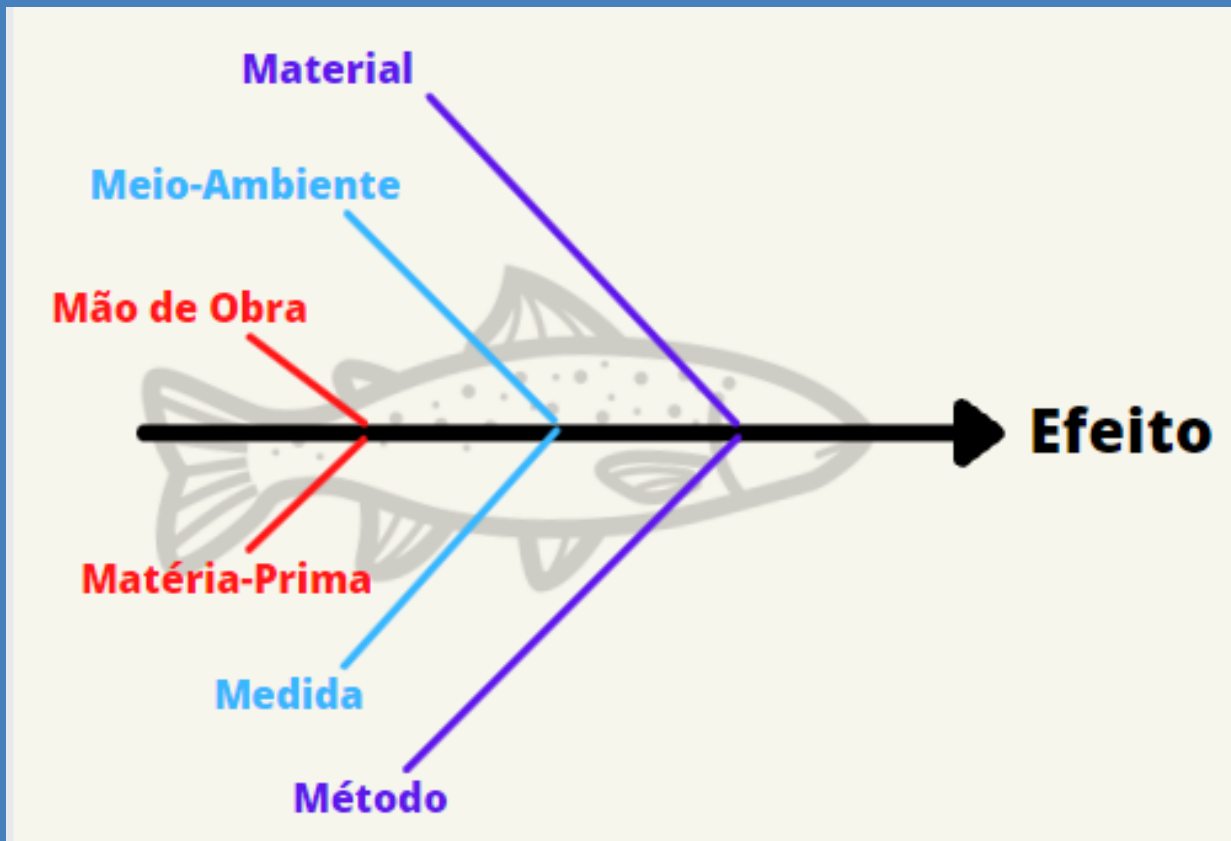 Material
Meio-Ambiente
Mão de Obra
Efeito
Matéria-Prima
Medida
Método